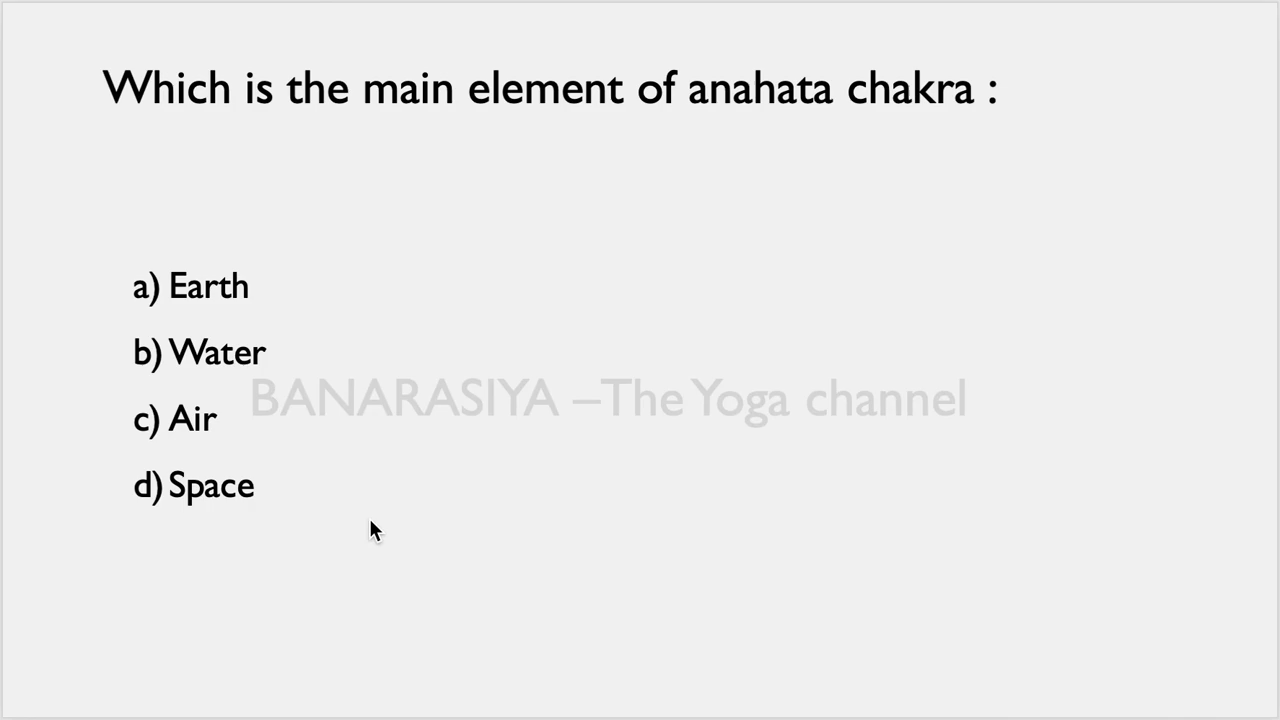 Which is the main element of anahata chakra :
a) Earth
b) Water
BANARASIYA –The Yoga channel
c) Air
d) Space